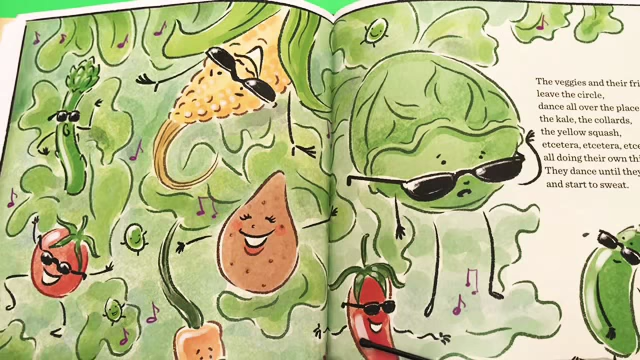 The veggies and their fri
leave the circle,
dance all over the place
the kale, the collards,
the yellow squash,
etcetera, etcetera, etce
all doing their own thi
They dance until they
and start to sweat.